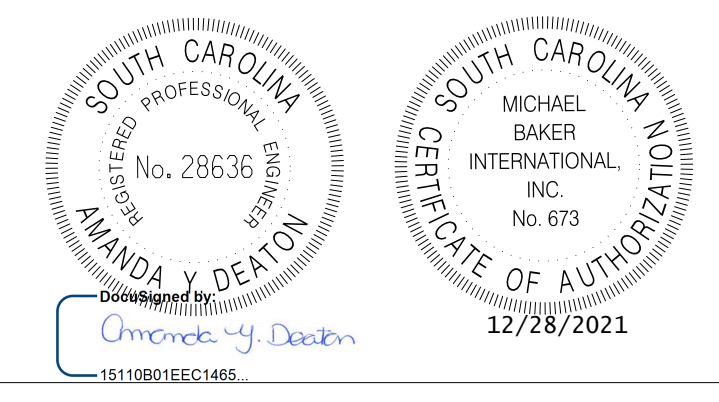 SOUTH CAROLINA
REGISTERED PROFESSIONAL ENGINEER
No. 28636
AMANDA Y DEATON
DocuSigned by:
Amanda Y. Deaton
15110B01EEC1465...
SOUTH CAROLINA
MICHAEL
BAKER
INTERNATIONAL,
INC.
No. 673
CERTIFICATE OF AUTHORIZATION
12/28/2021